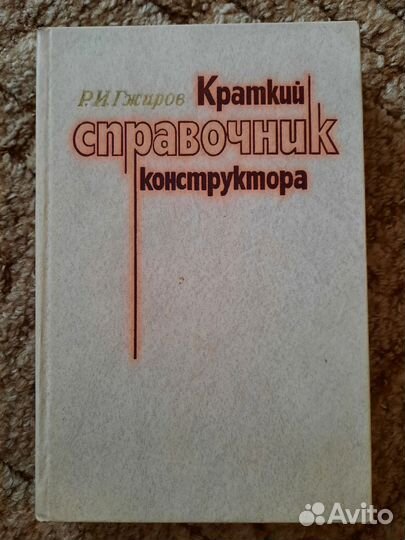 Р.И.Гжиров Краткий
справочник
конструктора
Avito